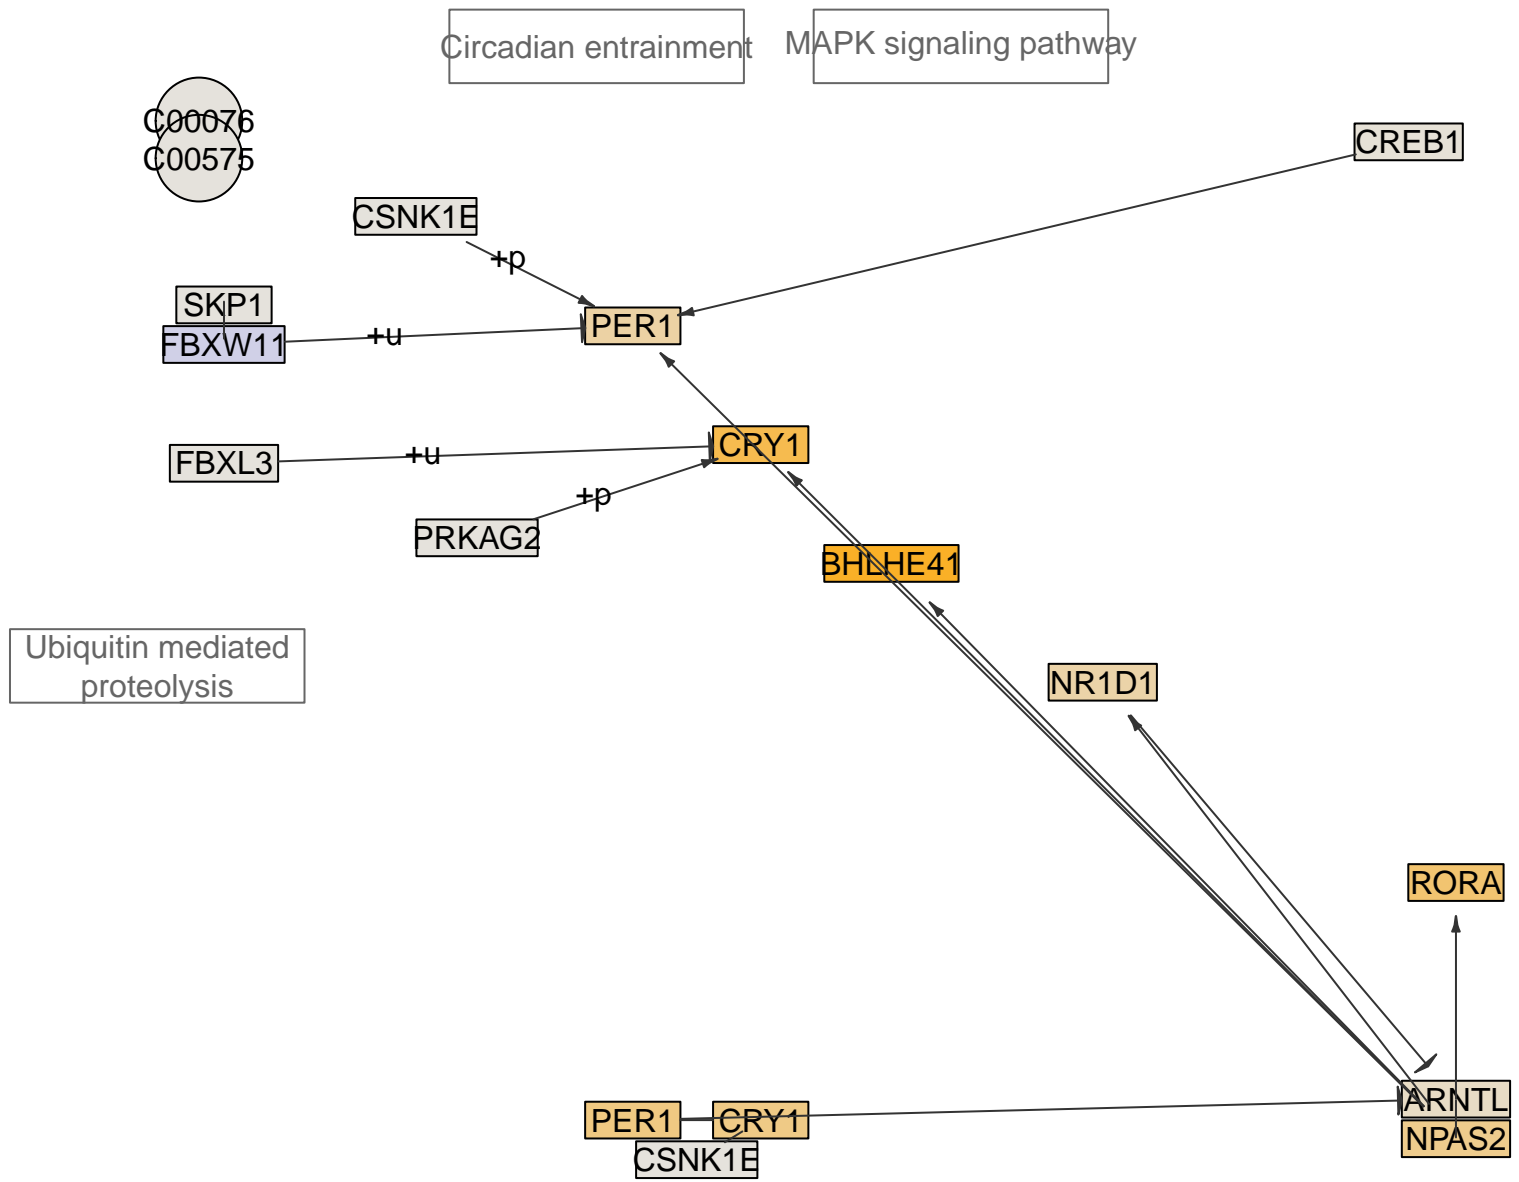 Circadian entrainment
MAPK signaling pathway
C00076
C00575
CREB1
CSNK1E
+p
SKP1
FBXW11
+u
PER1
CRY1
FBXL3
+u
+p
PRKAG2
BHLHE41
Ubiquitin mediated
proteolysis
NR1D1
RORA
ARNTL
NPAS2
PER1
CRY1
CSNK1E